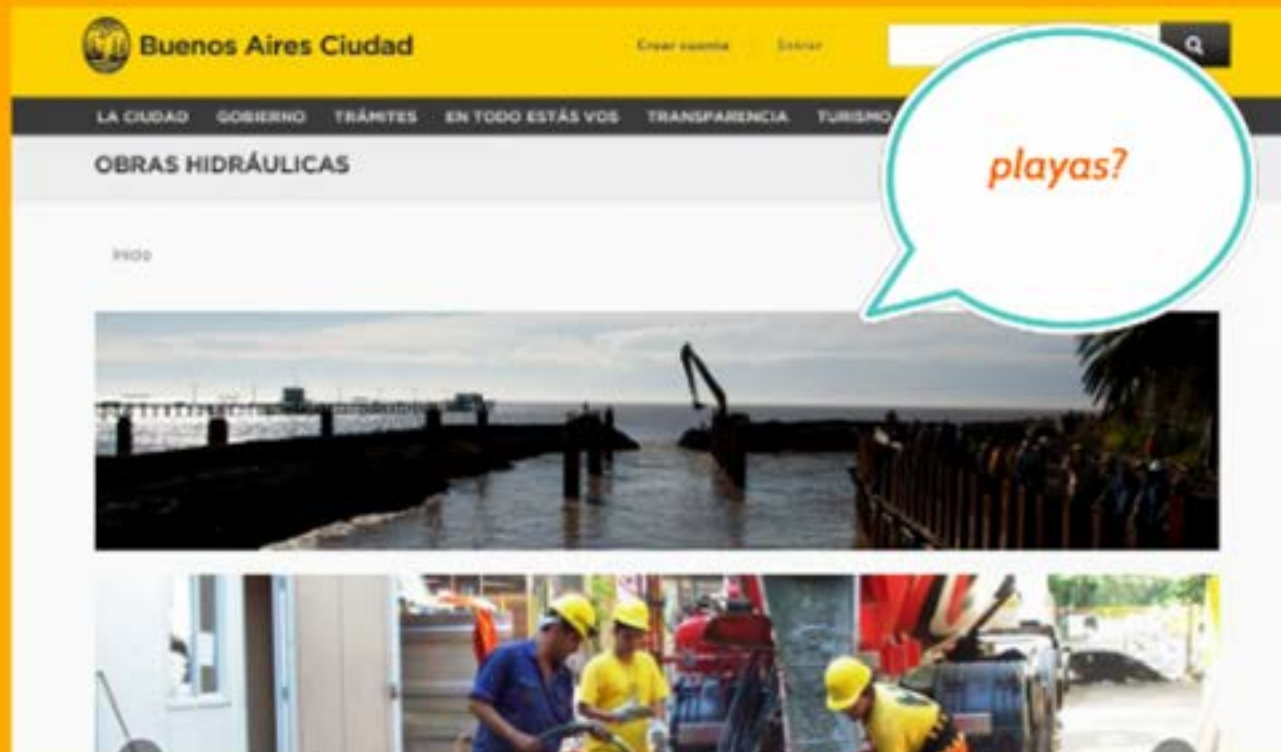 Buenos Aires Ciudad
Crear cuenta
Entrar
LA CIUDAD GOBIERNO TRÁMITES EN TODO ESTÁS VOS TRANSPARENCIA TURISMO
playas?
OBRAS HIDRÁULICAS
Inicio